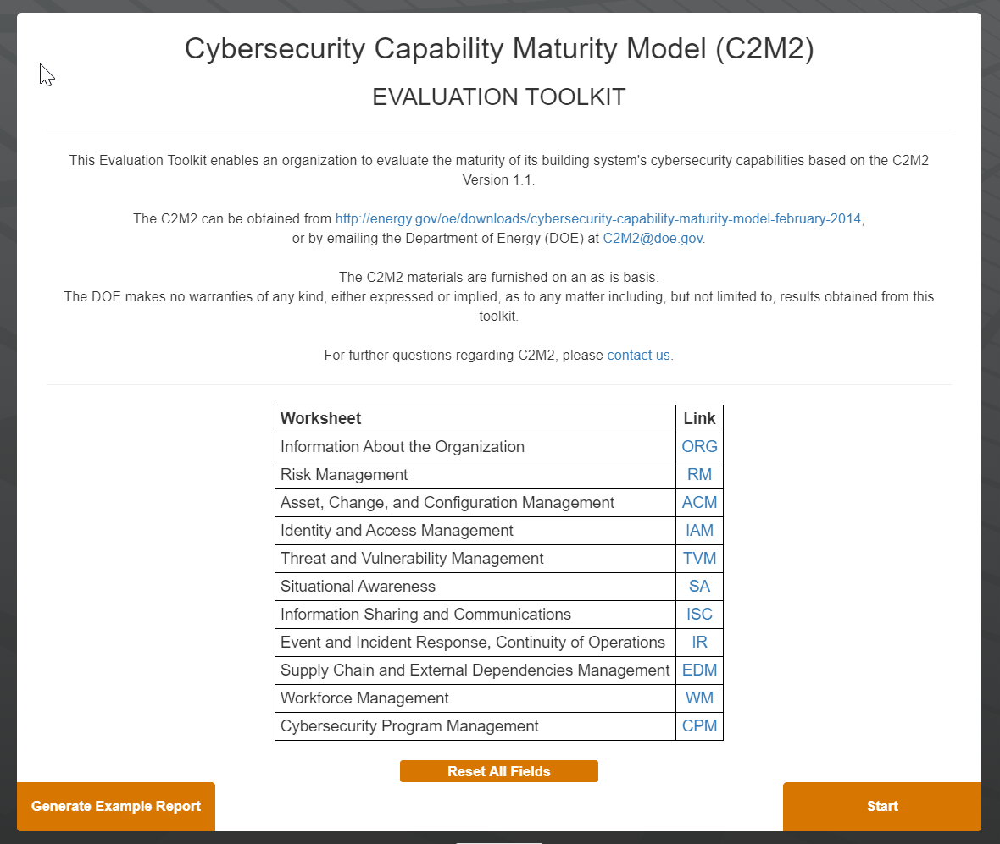 Cybersecurity Capability Maturity Model (C2M2)
EVALUATION TOOLKIT
This Evaluation Toolkit enables an organization to evaluate the maturity of its building system's cybersecurity capabilities based on the C2M2
Version 1.1.
The C2M2 can be obtained from http://energy.gov/oe/downloads/cybersecurity-capability-maturity-model-february-2014,
or by emailing the Department of Energy (DOE) at C2M2@doe.gov.
The C2M2 materials are furnished on an as-is basis.
The DOE makes no warranties of any kind, either expressed or implied, as to any matter including, but not limited to, results obtained from this
toolkit.
For further questions regarding C2M2, please contact us.
Worksheet Link
Information About the Organization ORG
Risk Management RM
Asset, Change, and Configuration Management ACM
Identity and Access Management IAM
Threat and Vulnerability Management TVM
Situational Awareness SA
Information Sharing and Communications ISC
Event and Incident Response, Continuity of Operations IR
Supply Chain and External Dependencies Management EDM
Workforce Management WM
Cybersecurity Program Management CPM
Reset All Fields
Generate Example Report Start